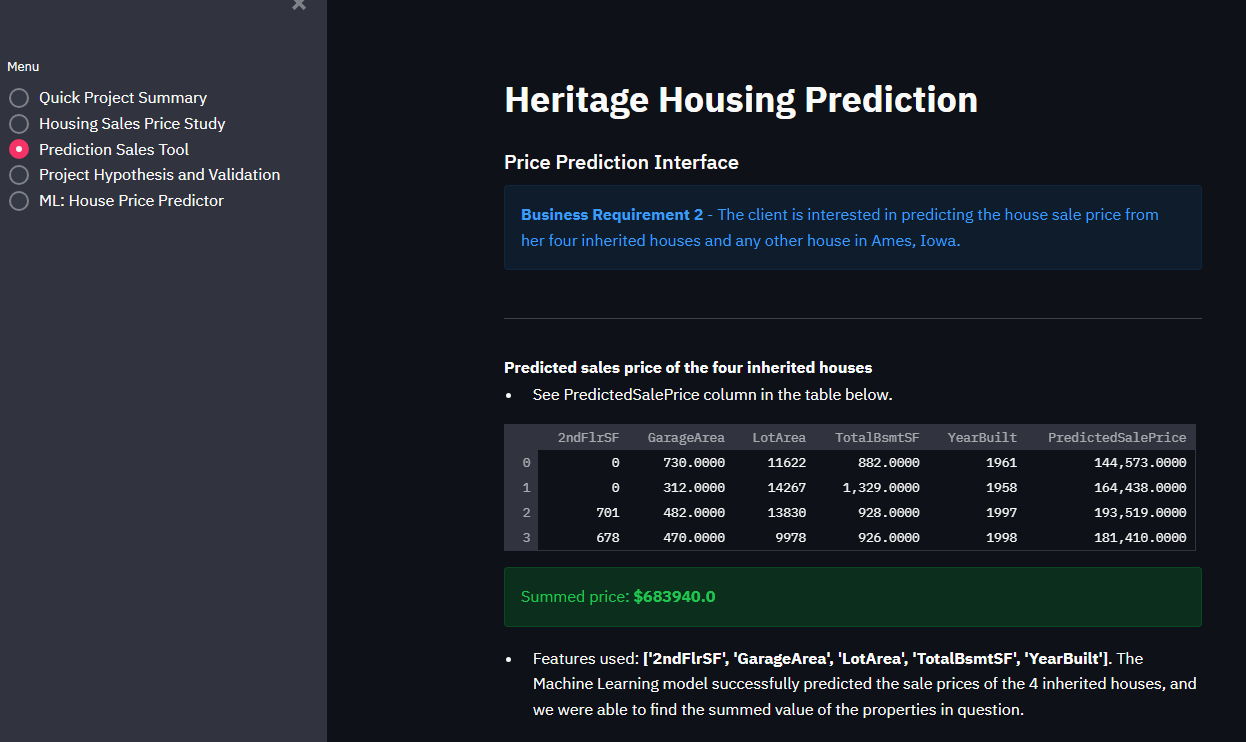 Menu
Quick Project Summary
Housing Sales Price Study
Prediction Sales Tool
Project Hypothesis and Validation
ML: House Price Predictor
Heritage Housing Prediction
Price Prediction Interface
Business Requirement 2 - The client is interested in predicting the house sale price from
her four inherited houses and any other house in Ames, Iowa.
Predicted sales price of the four inherited houses
• See PredictedSalePrice column in the table below.
2ndFlrSF GarageArea LotArea TotalBsmtSF YearBuilt PredictedSalePrice
0 0 730.0000 11622 882.0000 1961 144,573.0000
1 0 312.0000 14267 1,329.0000 1958 164,438.0000
2 701 482.0000 13830 928.0000 1997 193,519.0000
3 678 470.0000 9978 926.0000 1998 181,410.0000
Summed price: $683940.0
• Features used: ['2ndFlrSF', 'GarageArea', 'LotArea', 'TotalBsmtSF', 'YearBuilt']. The
Machine Learning model successfully predicted the sale prices of the 4 inherited houses, and
we were able to find the summed value of the properties in question.